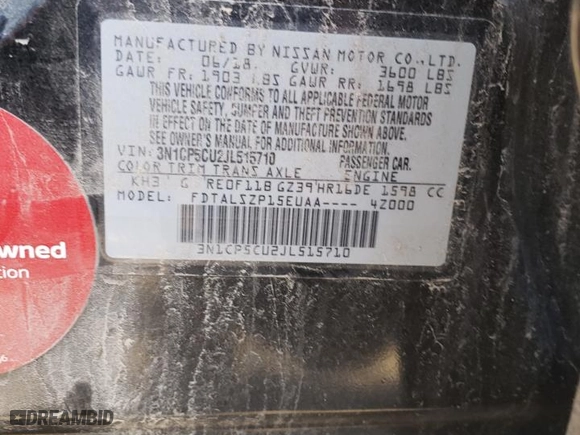 MANUFACTURED BY NISSAN MOTOR CO.,LTD.
DATE: 06/18 GVWR: 3600 LBS
GAWR FR: 1903 LBS GAWR RR: 1698 LBS
THIS VEHICLE CONFORMS TO ALL APPLICABLE FEDERAL MOTOR
VEHICLE SAFETY, BUMPER AND THEFT PREVENTION STANDARDS
IN EFFECT ON THE DATE OF MANUFACTURE SHOWN ABOVE.
SEE OWNER'S MANUAL FOR ADDITIONAL INFORMATION
VIN: 3N1CP5CU2JL515710 PASSENGER CAR.
COLOR TRIM TRANS AXLE ENGINE
KH3 G RE0F11B GZ39 HR16DE 1598 CC
MODEL: FDTALSZP15EUAA---- 4Z000
3N1CP5CU2JL515710
wned
tion
DREAMBID